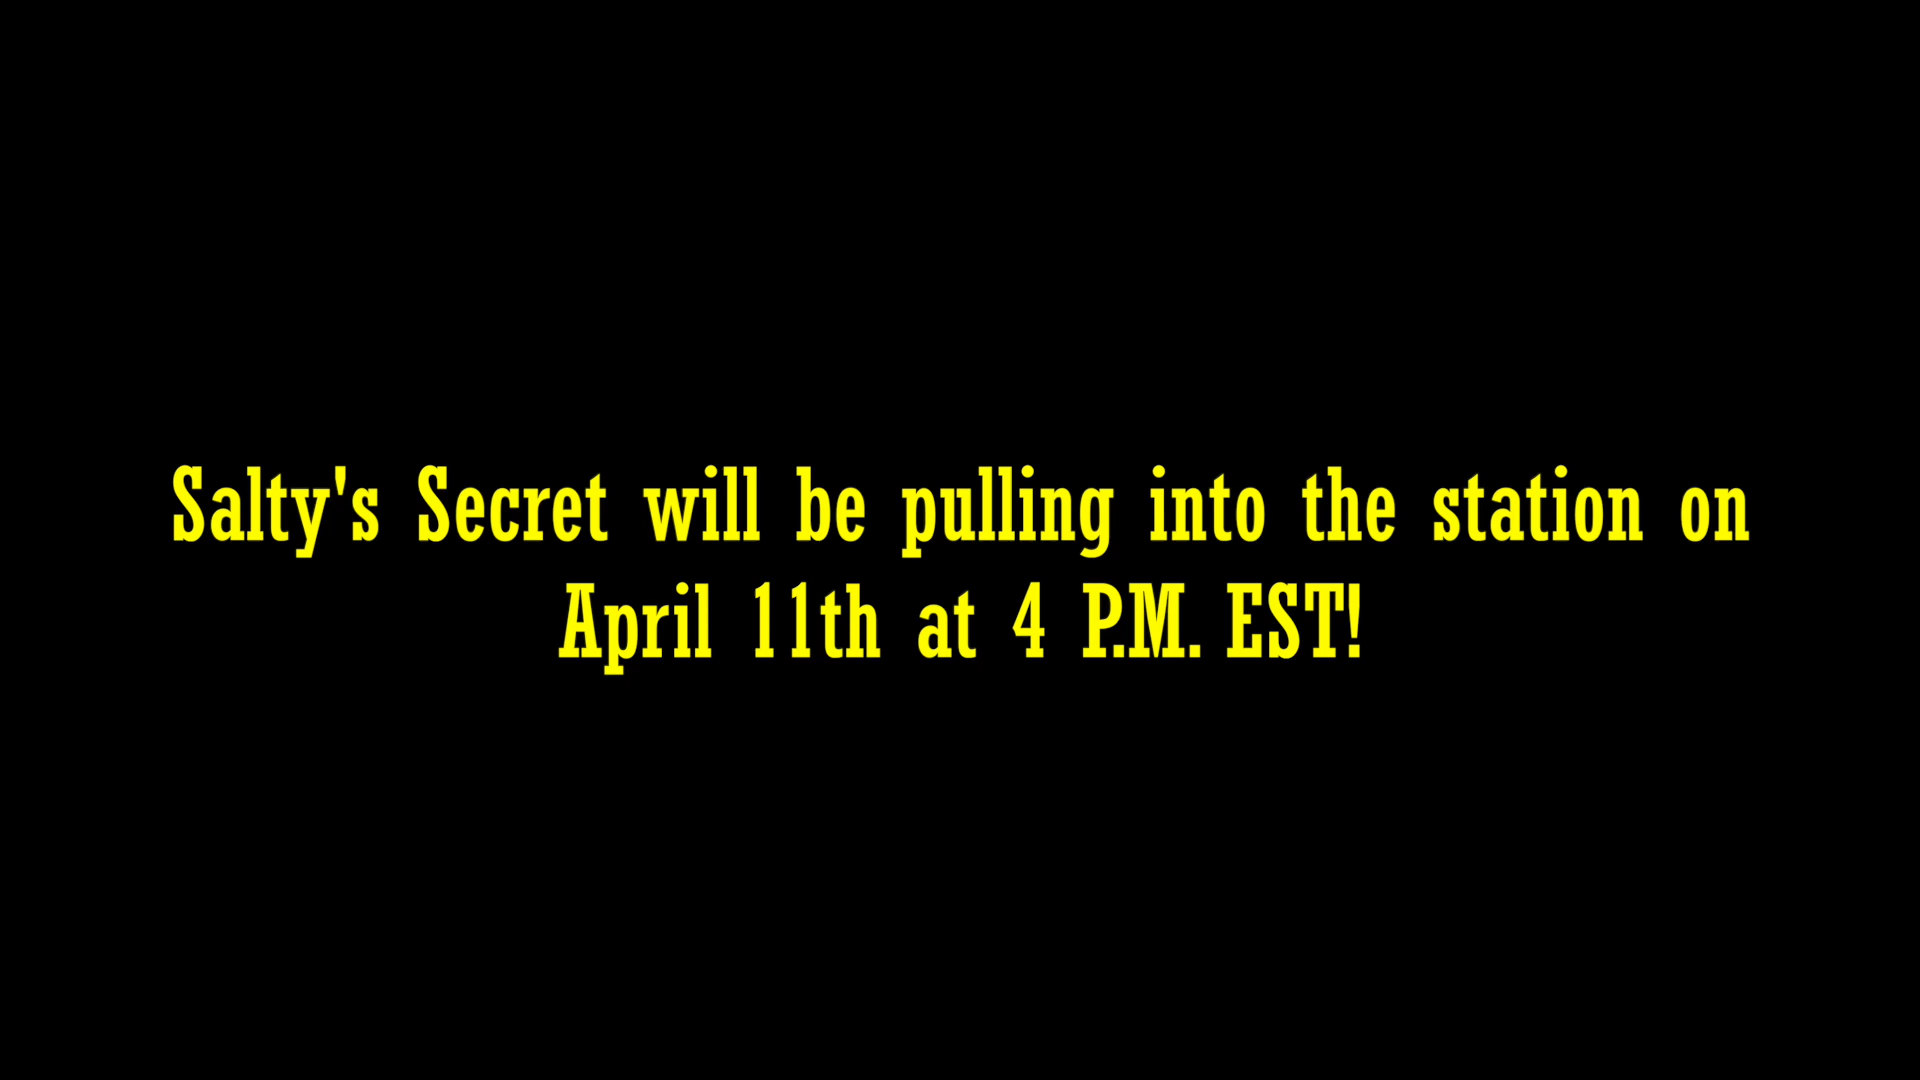 Salty's Secret will be pulling into the station on
April 11th at 4 P.M. EST!